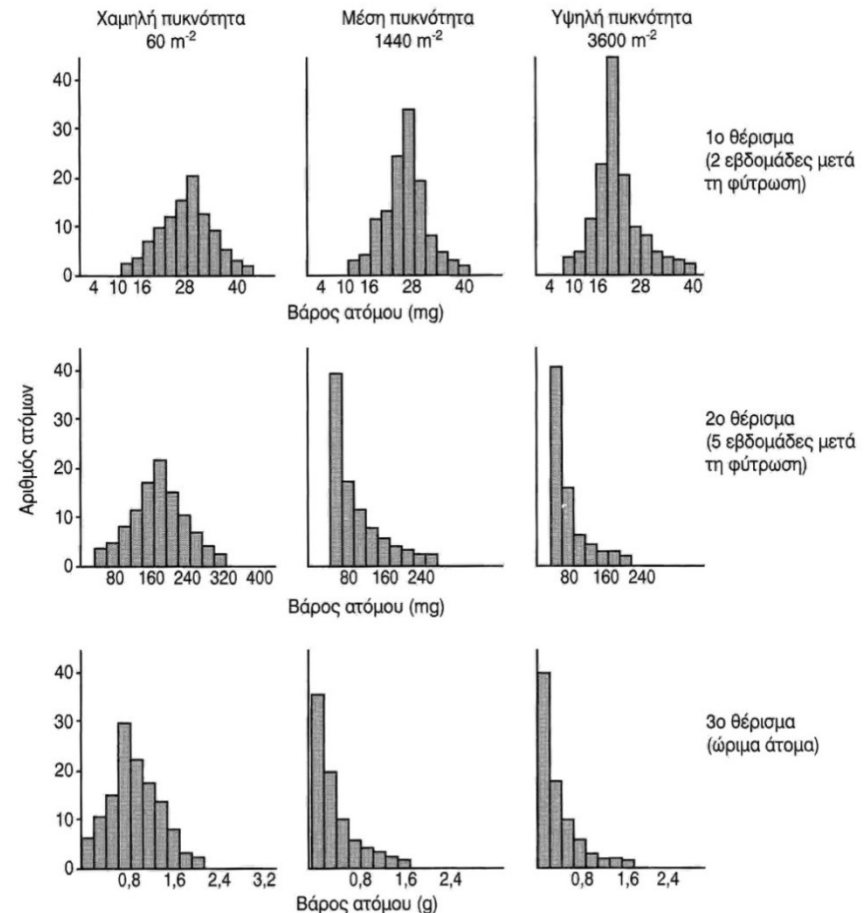 Χαμηλή πυκνότητα
60 m-2
Μέση πυκνότητα
1440 m-2
Υψηλή πυκνότητα
3600 m-2
40
30
20
10
0
4 10 16 28 40
4 10 16 28 40
4 10 16 28 40
Βάρος ατόμου (mg)
1ο θέρισμα
(2 εβδομάδες μετά
τη φύτρωση)
Αριθμός ατόμων
40
30
20
10
0
80 160 240 320 400
80 160 240
80 160 240
Βάρος ατόμου (mg)
2ο θέρισμα
(5 εβδομάδες μετά
τη φύτρωση)
40
30
20
10
0
0,8 1,6 2,4 3,2
0,8 1,6 2,4
0,8 1,6 2,4
Βάρος ατόμου (g)
3ο θέρισμα
(ώριμα άτομα)